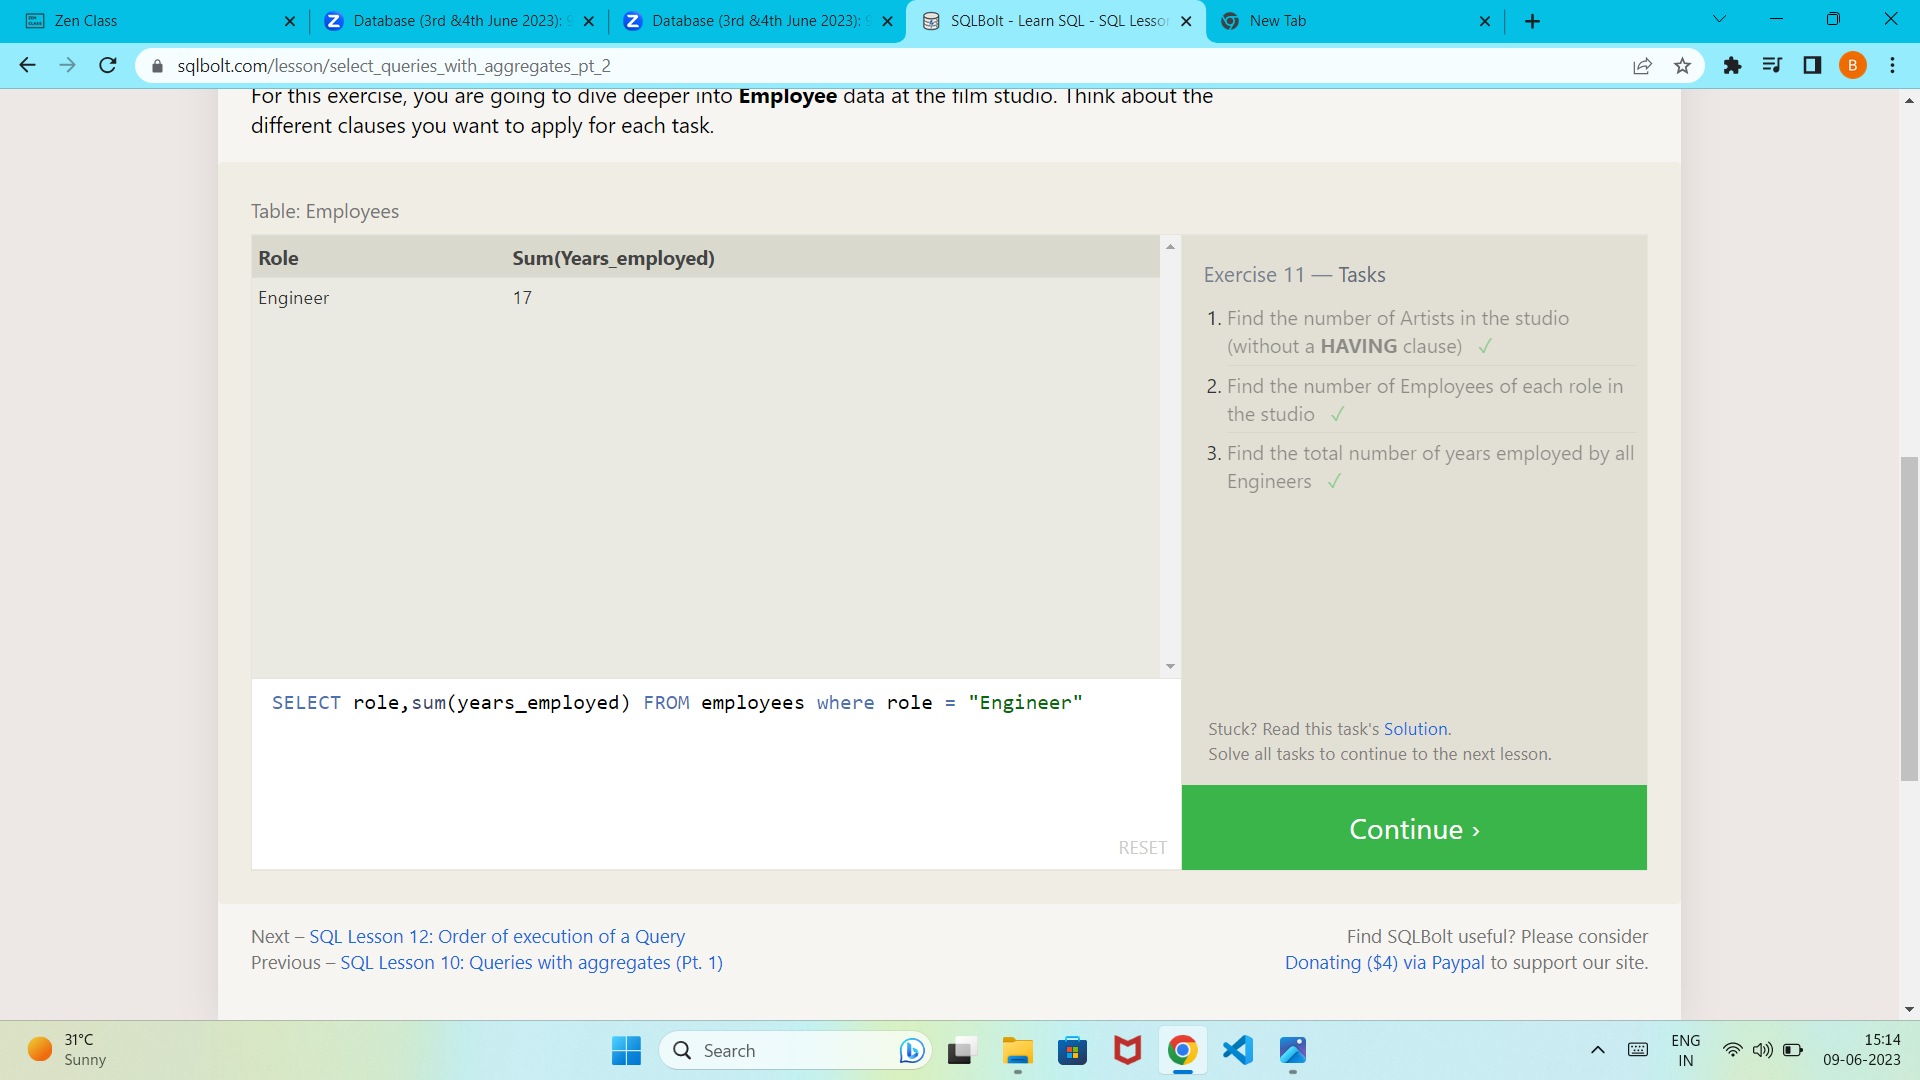 Zen Class
Database (3rd &4th June 2023):
Database (3rd &4th June 2023):
SQLBolt - Learn SQL - SQL Lesson
New Tab
sqlbolt.com/lesson/select_queries_with_aggregates_pt_2
B
For this exercise, you are going to dive deeper into Employee data at the film studio. Think about the
different clauses you want to apply for each task.
Table: Employees
Role Sum(Years_employed)
Engineer 17
Exercise 11 — Tasks
1. Find the number of Artists in the studio
(without a HAVING clause) ✓
2. Find the number of Employees of each role in
the studio ✓
3. Find the total number of years employed by all
Engineers ✓
SELECT role,sum(years_employed) FROM employees where role = "Engineer"
Stuck? Read this task's Solution.
Solve all tasks to continue to the next lesson.
RESET
Continue ›
Next – SQL Lesson 12: Order of execution of a Query
Previous – SQL Lesson 10: Queries with aggregates (Pt. 1)
Find SQLBolt useful? Please consider
Donating ($4) via Paypal to support our site.
31°C
Sunny
Search
ENG
IN
15:14
09-06-2023